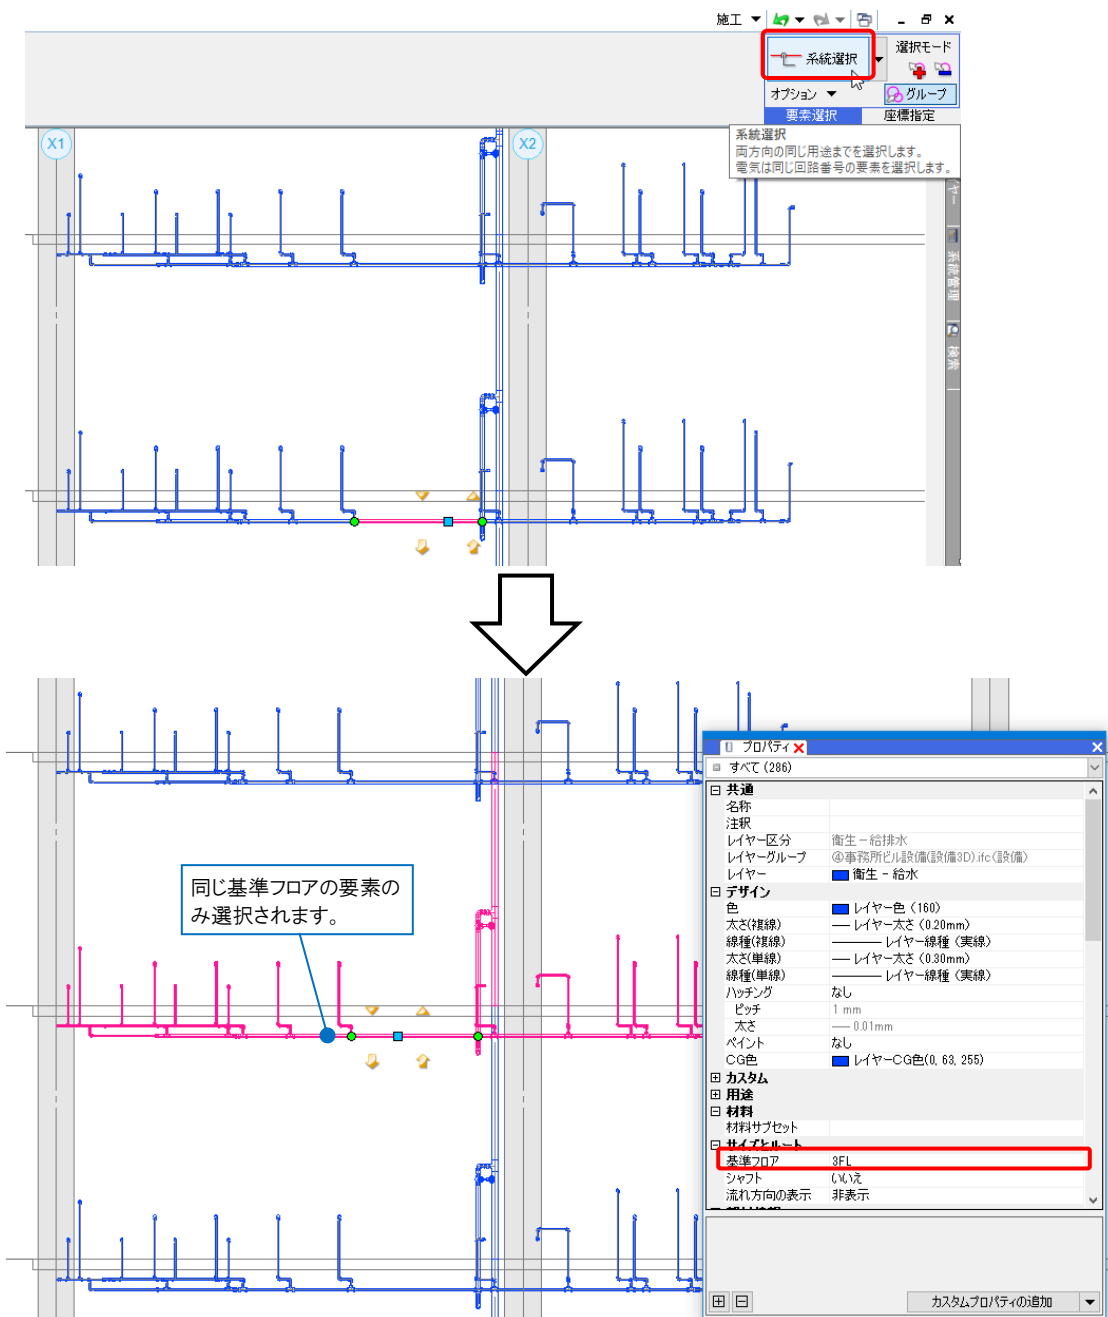 施工 ▼
系統選択
選択モード
オプション ▼
グループ
要素選択
座標指定
系統選択
両方向の同じ用途までを選択します。
電気は同じ回路番号の要素を選択します。
X1
X2
系統管理
検索
プロパティ
すべて (286)
共通
名称
注釈
レイヤー区分 衛生－給排水
レイヤーグループ ④事務所ビル設備(設備3D).ifc(設備)
レイヤー 衛生 - 給水
デザイン
色 レイヤー色 (160)
太さ(複線) レイヤー太さ (0.20mm)
線種(複線) レイヤー線種 (実線)
太さ(単線) レイヤー太さ (0.30mm)
線種(単線) レイヤー線種 (実線)
ハッチング なし
ピッチ 1 mm
太さ 0.01mm
ペイント なし
CG色 レイヤーCG色(0, 63, 255)
カスタム
用途
材料
材料サブセット
サイズとルート
基準フロア 3FL
シャフト いいえ
流れ方向の表示 非表示
カスタムプロパティの追加
同じ基準フロアの要素の
み選択されます。